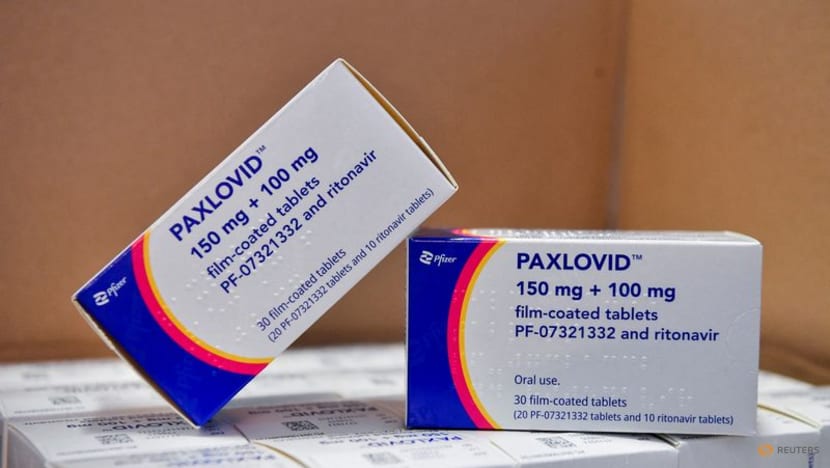 PAXLOVID™
150 mg + 100 mg
film-coated tablets
PF-07321332 and ritonavir
30 film-coated tablets
(20 PF-07321332 tablets and 10 ritonavir tablets)
Pfizer
Pfizer
PAXLOVID™
150 mg + 100 mg
film-coated tablets
PF-07321332 and ritonavir
Oral use.
30 film-coated tablets
(20 PF-07321332 tablets and 10 ritonavir tablets)
PAXLOVID
REUTERS